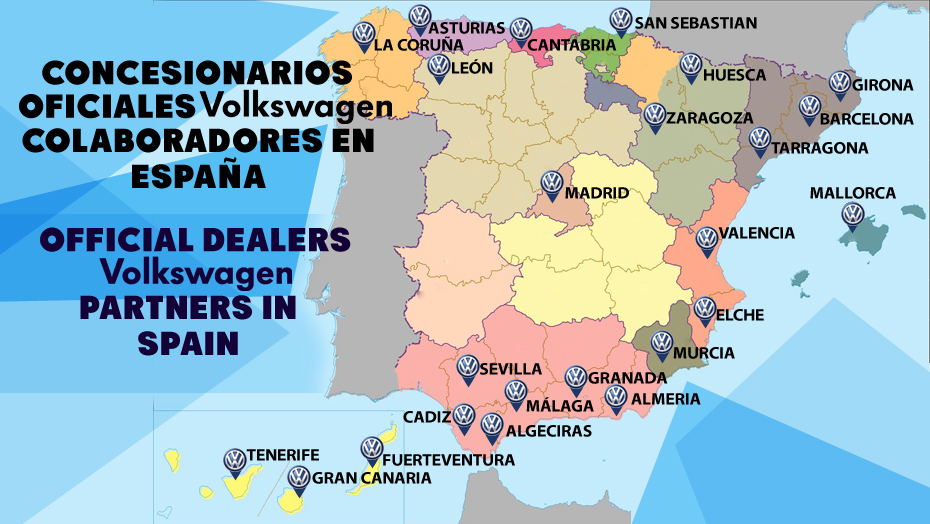 CONCESIONARIOS
OFICIALES Volkswagen
COLABORADORES EN
ESPAÑA
OFFICIAL DEALERS
Volkswagen
PARTNERS IN
SPAIN
LA CORUÑA
ASTURIAS
CANTABRIA
SAN SEBASTIAN
LEÓN
HUESCA
GIRONA
ZARAGOZA
BARCELONA
TARRAGONA
MADRID
MALLORCA
VALENCIA
ELCHE
MURCIA
SEVILLA
GRANADA
MÁLAGA
ALMERIA
CADIZ
ALGECIRAS
TENERIFE
FUERTEVENTURA
GRAN CANARIA